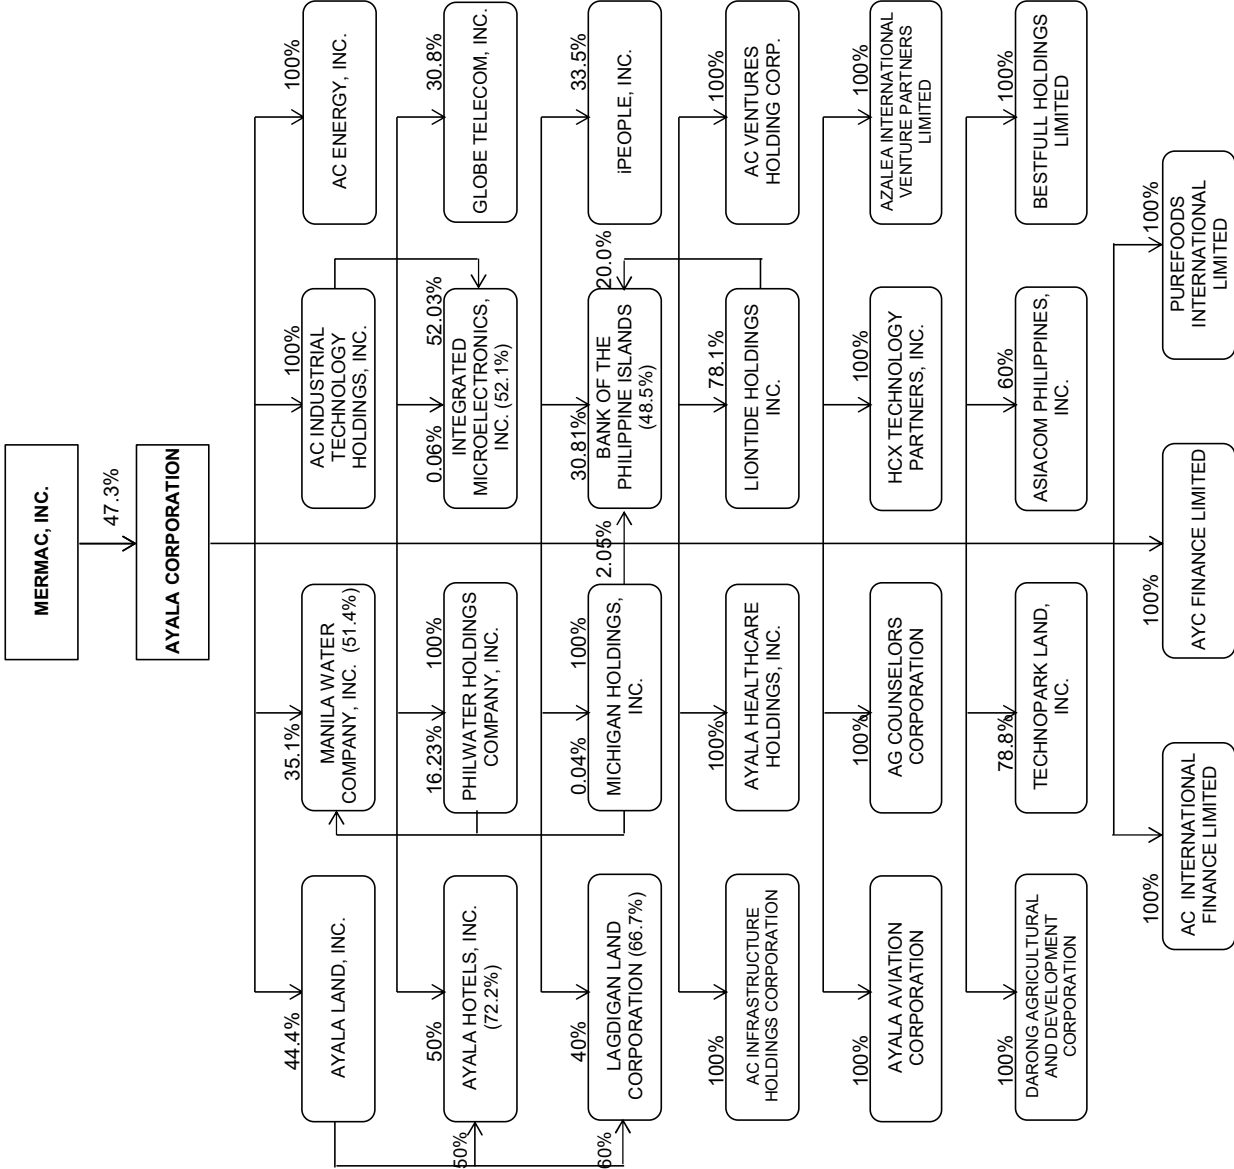 MERMAC, INC.
47.3%
AYALA CORPORATION
44.4%
AYALA LAND, INC.
35.1%
MANILA WATER
COMPANY, INC. (51.4%)
100%
AC INDUSTRIAL
TECHNOLOGY
HOLDINGS, INC.
100%
AC ENERGY, INC.
50%
50%
AYALA HOTELS, INC.
(72.2%)
16.23%
100%
PHILWATER HOLDINGS
COMPANY, INC.
0.06%
52.03%
INTEGRATED
MICROELECTRONICS,
INC. (52.1%)
30.8%
GLOBE TELECOM, INC.
60%
40%
LAGDIGAN LAND
CORPORATION (66.7%)
0.04%
100%
MICHIGAN HOLDINGS,
INC.
2.05%
30.81%
20.0%
BANK OF THE
PHILIPPINE ISLANDS
(48.5%)
33.5%
iPEOPLE, INC.
100%
AC INFRASTRUCTURE
HOLDINGS CORPORATION
100%
AYALA HEALTHCARE
HOLDINGS, INC.
78.1%
LIONTIDE HOLDINGS
INC.
100%
AC VENTURES
HOLDING CORP.
100%
AYALA AVIATION
CORPORATION
100%
AG COUNSELORS
CORPORATION
100%
HCX TECHNOLOGY
PARTNERS, INC.
100%
AZALEA INTERNATIONAL
VENTURE PARTNERS
LIMITED
100%
DARONG AGRICULTURAL
AND DEVELOPMENT
CORPORATION
78.8%
TECHNOPARK LAND,
INC.
60%
ASIACOM PHILIPPINES,
INC.
100%
BESTFULL HOLDINGS
LIMITED
100%
AC INTERNATIONAL
FINANCE LIMITED
100%
AYC FINANCE LIMITED
100%
PUREFOODS
INTERNATIONAL
LIMITED